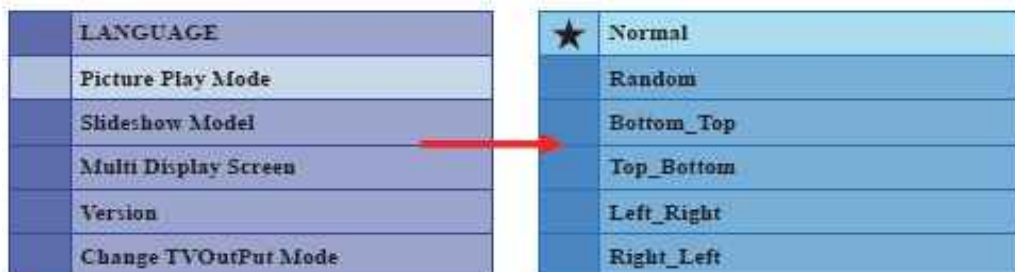 LANGUAGE
Picture Play Mode
Slideshow Model
Multi Display Screen
Version
Change TVOutPut Mode
Normal
Random
Bottom_Top
Top_Bottom
Left_Right
Right_Left